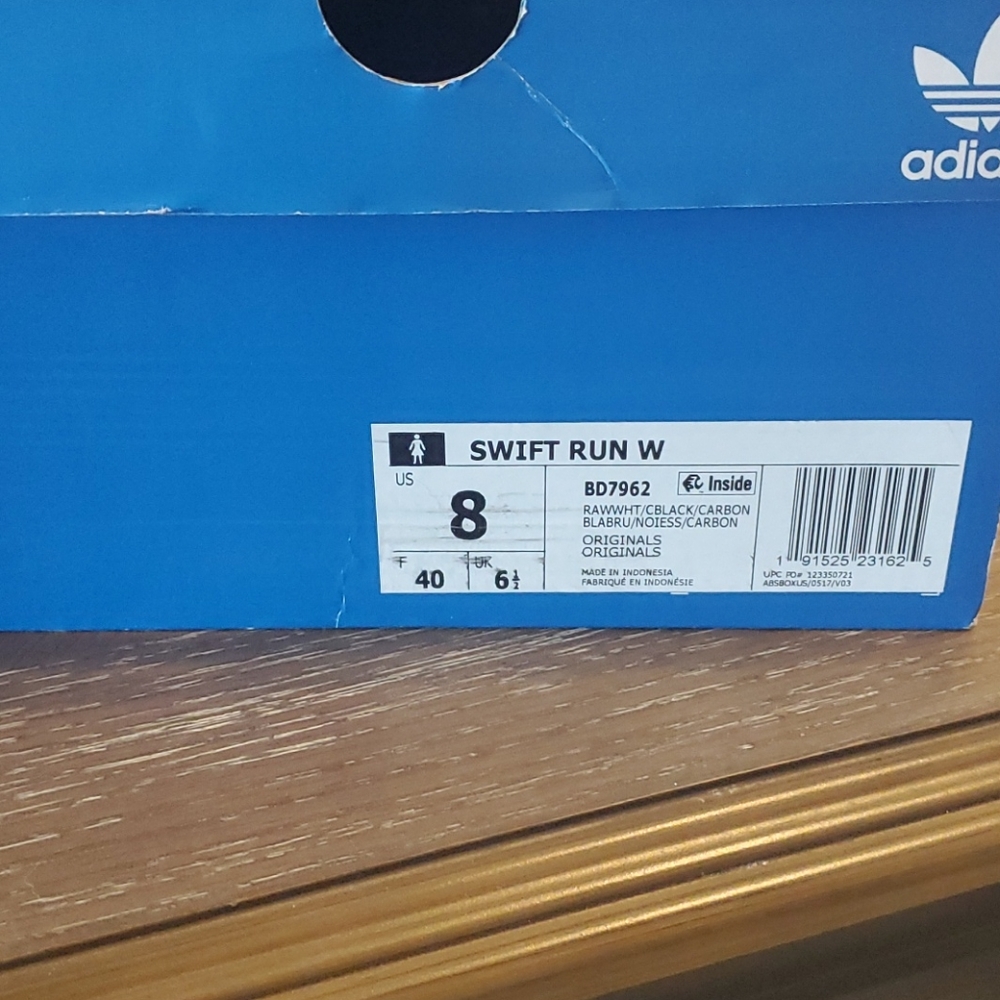 adid
SWIFT RUN W
US
8
F
40
UK
6½
BD7962
Inside
RAWWHT/CBLACK/CARBON
BLABRU/NOIESS/CARBON
ORIGINALS
ORIGINALS
MADE IN INDONESIA
FABRIQUÉ EN INDONÉSIE
1 91525 23162 5
UPC PO# 123350721
ABSBOXUS/0517/V03